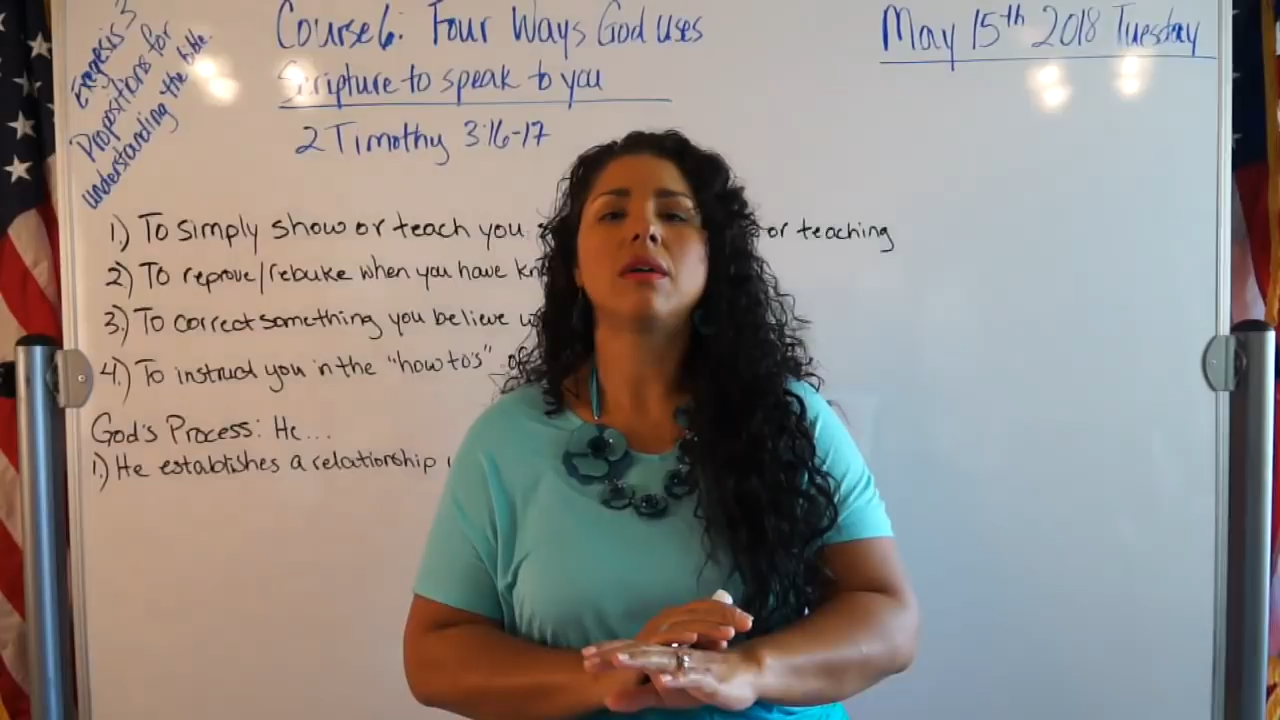 Exegesis 3
Propositions for
understanding the bible.
Course 6: Four Ways God uses
Scripture to speak to you
2 Timothy 3:16-17
May 15th 2018 Tuesday
1.) To simply show or teach you or teaching
2.) To reprove/rebuke when you have
3.) To correct something you believe
4.) To instruct you in the "how to's" of
God's Process: He...
1.) He establishes a relationship